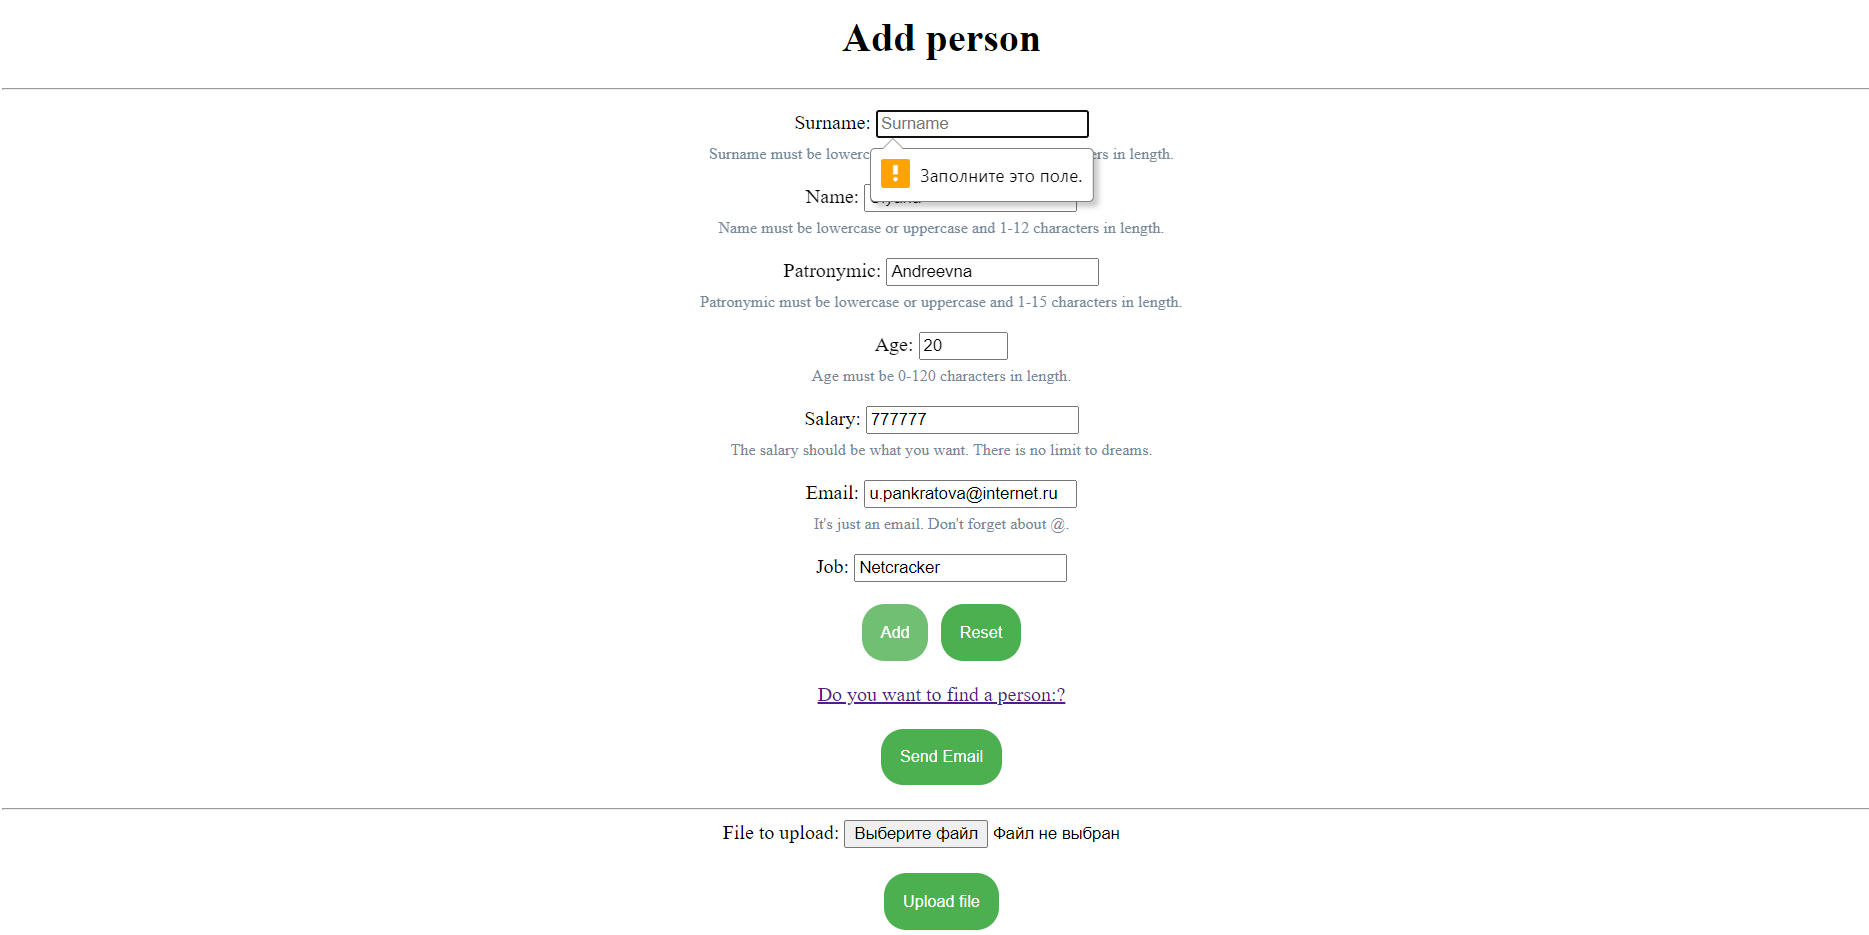 Add person
Surname: Surname
Surname must be lowerc rs in length.
Заполните это поле.
Name:
Name must be lowercase or uppercase and 1-12 characters in length.
Patronymic: Andreevna
Patronymic must be lowercase or uppercase and 1-15 characters in length.
Age: 20
Age must be 0-120 characters in length.
Salary: 777777
The salary should be what you want. There is no limit to dreams.
Email: u.pankratova@internet.ru
It's just an email. Don't forget about @.
Job: Netcracker
Add Reset
Do you want to find a person:?
Send Email
File to upload: Выберите файл Файл не выбран
Upload file